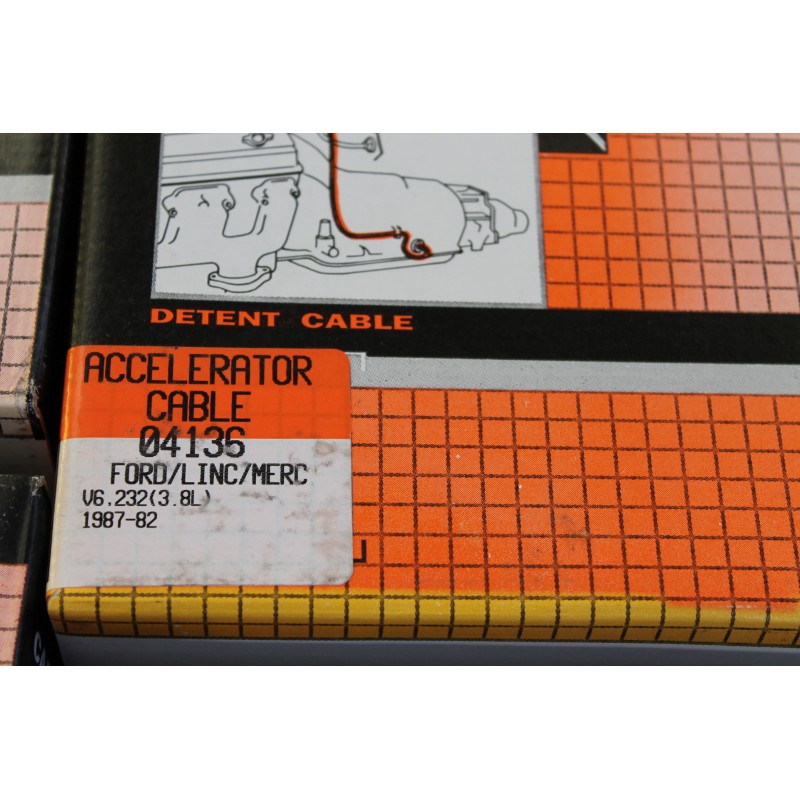 DETENT CABLE
ACCELERATOR
CABLE
04136
FORD/LINC/MERC
V6.232(3.8L)
1987-82